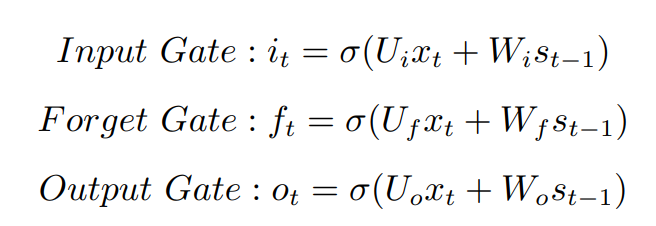 Input Gate : i_t = σ(U_i x_t + W_i s_{t−1})
Forget Gate : f_t = σ(U_f x_t + W_f s_{t−1})
Output Gate : o_t = σ(U_o x_t + W_o s_{t−1})